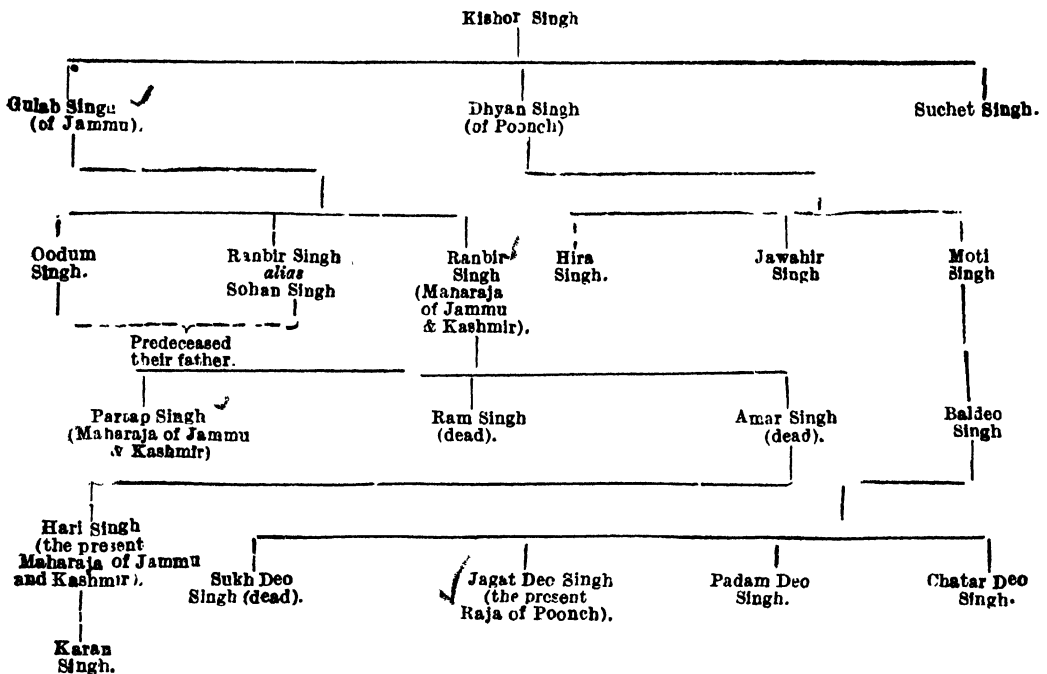 Kishor Singh
Gulab Singh
(of Jammu).
Dhyan Singh
(of Poonch)
Suchet Singh.
Oodum
Singh.
Ranbir Singh
alias
Sohan Singh
Ranbir
Singh
(Maharaja
of Jammu
& Kashmir).
Hira
Singh.
Jawahir
Singh
Moti
Singh
Predeceased
their father.
Partap Singh
(Maharaja of Jammu
& Kashmir)
Ram Singh
(dead).
Amar Singh
(dead).
Baldeo
Singh
Hari Singh
(the present
Maharaja of Jammu
and Kashmir).
Sukh Deo
Singh (dead).
Jagat Deo Singh
(the present
Raja of Poonch).
Padam Deo
Singh.
Chatar Deo
Singh.
Karan
Singh.